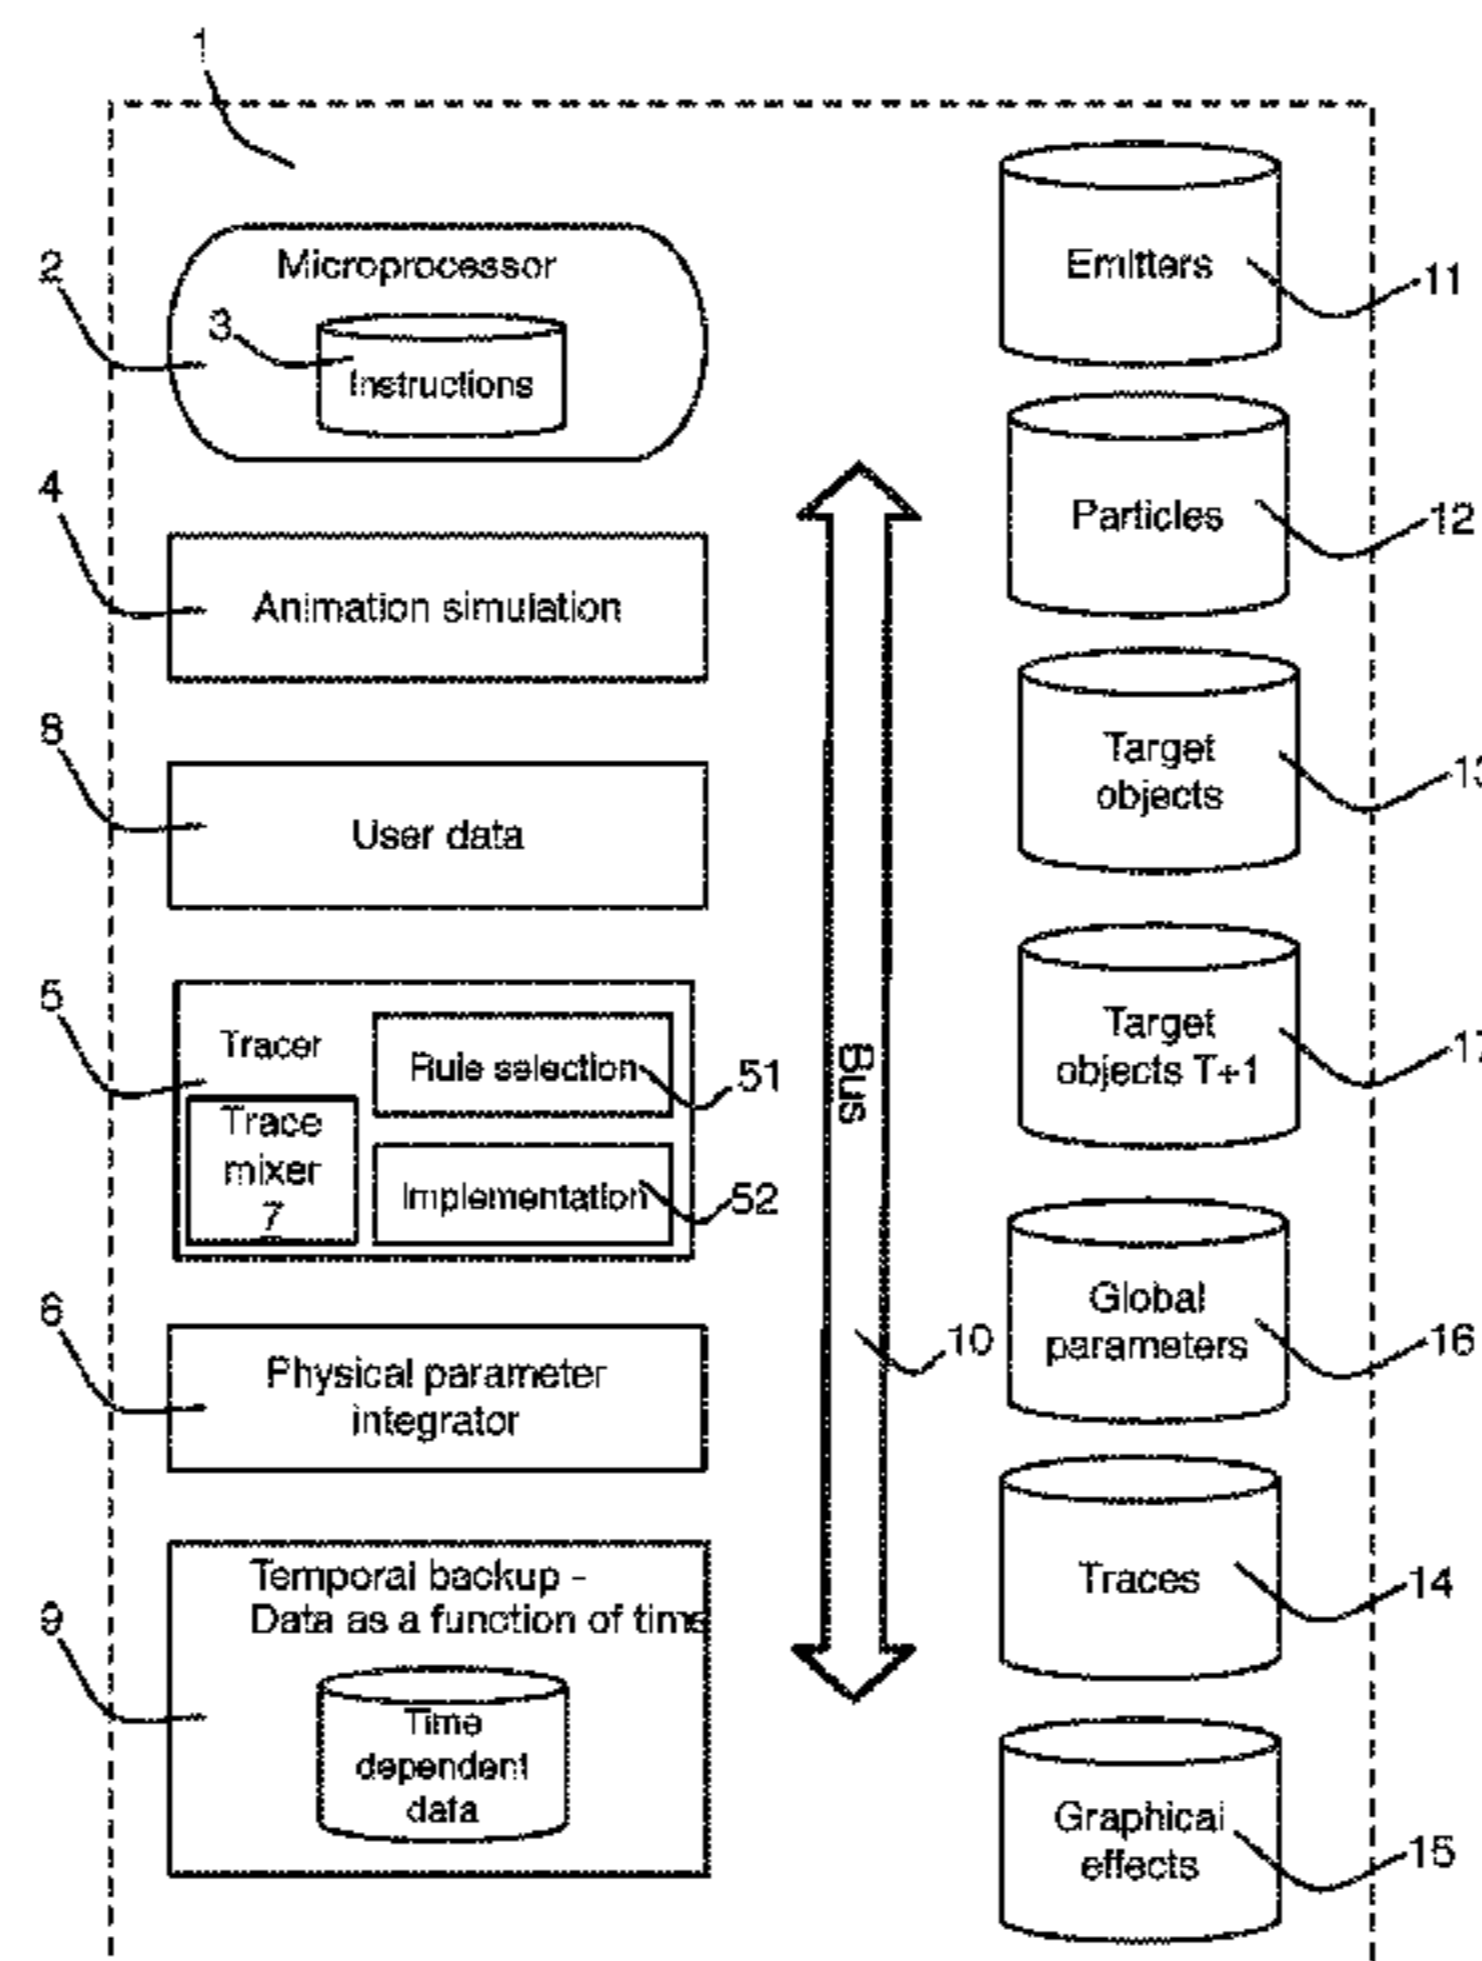 1
2
Microprocessor
3
Instructions
4
Animation simulation
8
User data
5
Tracer
Rule selection
51
Trace
mixer
7
Implementation
52
6
Physical parameter
integrator
9
Temporal backup -
Data as a function of time
Time
dependent
data
Bus
10
Emitters
11
Particles
12
Target
objects
13
Target
objects T+1
17
Global
parameters
16
Traces
14
Graphical
effects
15